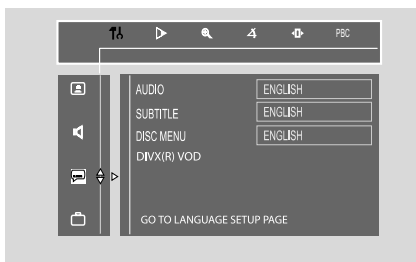 PBC
AUDIO ENGLISH
SUBTITLE ENGLISH
DISC MENU ENGLISH
DIVX(R) VOD
GO TO LANGUAGE SETUP PAGE